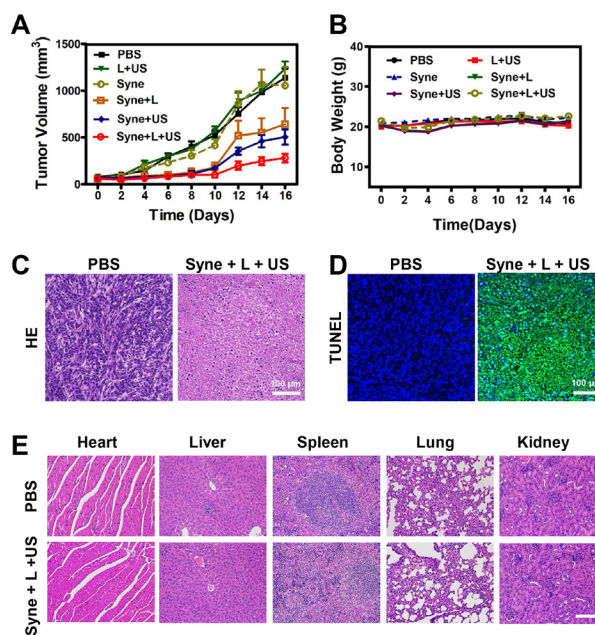 A
Tumor Volume (mm³)
1500
1000
500
0
PBS
L+US
Syne
Syne+L
Syne+US
Syne+L+US
0 2 4 6 8 10 12 14 16
Time (Days)
B
Body Weight (g)
60
40
20
0
PBS L+US
Syne Syne+L
Syne+US Syne+L+US
0 2 4 6 8 10 12 14 16
Time(Days)
C
PBS Syne + L + US
HE
100 μm
D
PBS Syne + L + US
TUNEL
100 μm
E
Heart Liver Spleen Lung Kidney
PBS
Syne + L +US